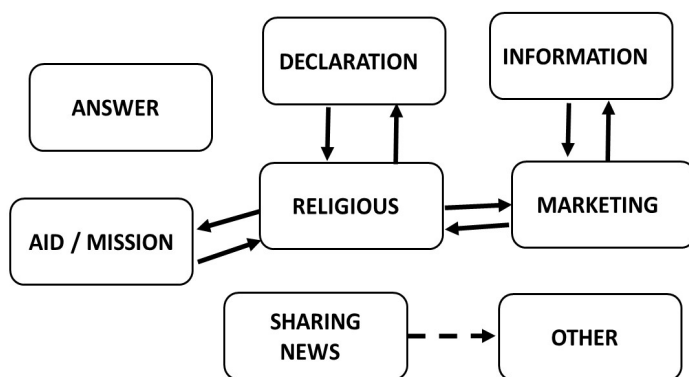 DECLARATION
INFORMATION
ANSWER
RELIGIOUS
MARKETING
AID / MISSION
SHARING
NEWS
OTHER